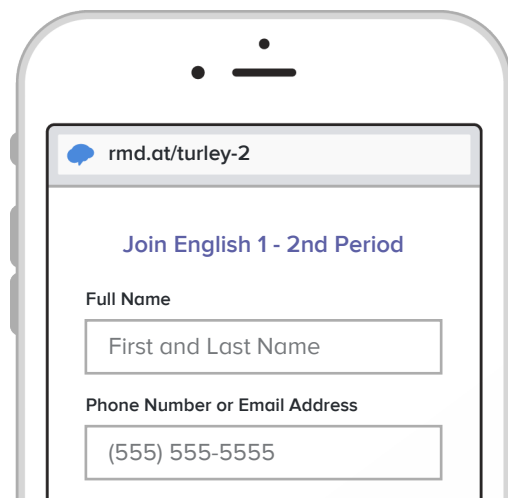 rmd.at/turley-2
Join English 1 - 2nd Period
Full Name
First and Last Name
Phone Number or Email Address
(555) 555-5555